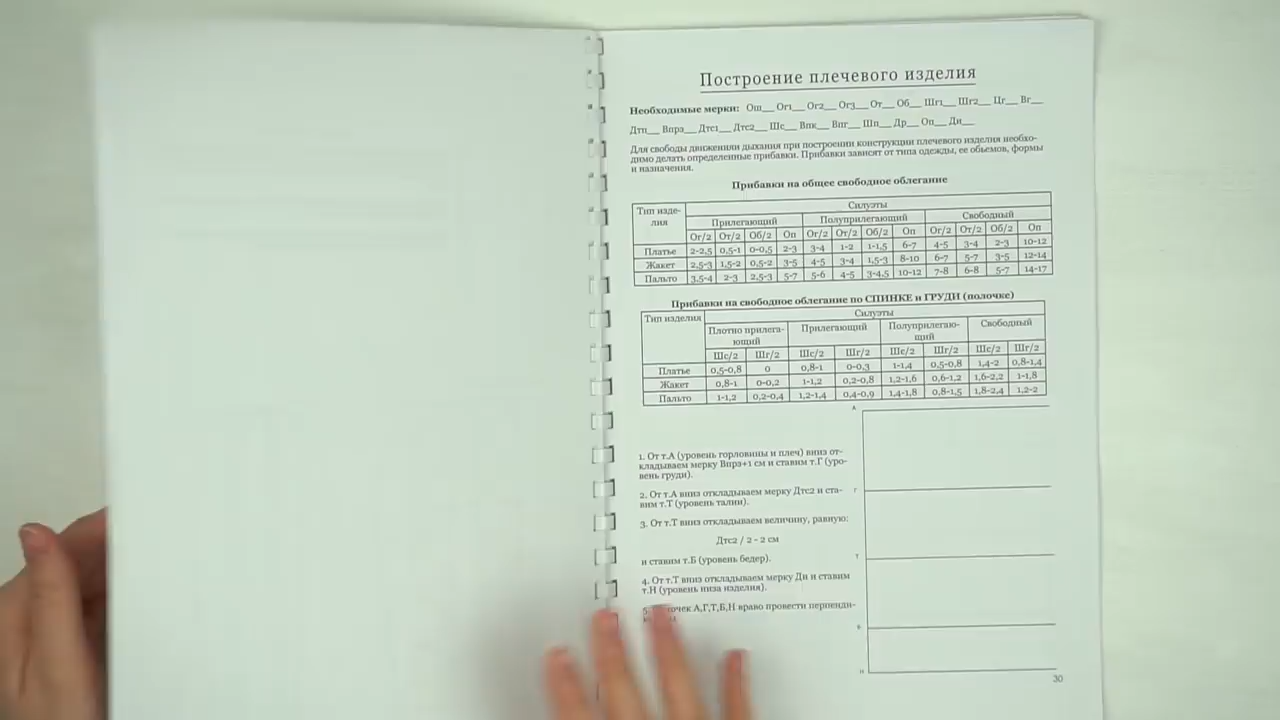 Построение плечевого изделия
Необходимые мерки: Ош__ Ог1__ Ог2__ Ог3__ От__ Об__ Шг1__ Шг2__ Цг__ Вг__
Дтп__ Впрз__ Дтс1__ Дтс2__ Шс__ Впк__ Впг__ Шп__ Др__ Оп__ Ди__
Для свободы движенияи дыхания при построении конструкции плечевого изделия необхо-
димо делать определенные прибавки. Прибавки зависят от типа одежды, ее обьемов, формы
и назначения.
Прибавки на общее свободное облегание
Тип изде-
лия
Силуэты
Прилегающий Полуприлегающий Свободный
Ог/2 От/2 Об/2 Оп Ог/2 От/2 Об/2 Оп Ог/2 От/2 Об/2 Оп
Платье 2-2,5 0,5-1 0-0,5 2-3 3-4 1-2 1-1,5 6-7 4-5 3-4 2-3 10-12
Жакет 2,5-3 1,5-2 0,5-2 3-5 4-5 3-4 1,5-3 8-10 6-7 5-7 3-5 12-14
Пальто 3,5-4 2-3 2,5-3 5-7 5-6 4-5 3-4,5 10-12 7-8 6-8 5-7 14-17
Прибавки на свободное облегание по СПИНКЕ и ГРУДИ (полочке)
Тип изделия
Силуэты
Плотно прилега-
ющий
Прилегающий
Полуприлегаю-
щий
Свободный
Шс/2 Шг/2 Шс/2 Шг/2 Шс/2 Шг/2 Шс/2 Шг/2
Платье 0,5-0,8 0 0,8-1 0-0,3 1-1,4 0,5-0,8 1,4-2 0,8-1,4
Жакет 0,8-1 0-0,2 1-1,2 0,2-0,8 1,2-1,6 0,6-1,2 1,6-2,2 1-1,8
Пальто 1-1,2 0,2-0,4 1,2-1,4 0,4-0,9 1,4-1,8 0,8-1,5 1,8-2,4 1,2-2
А
1. От т.А (уровень горловины и плеч) вниз от-
кладываем мерку Впрз+1 см и ставим т.Г (уро-
вень груди).
Г
2. От т.А вниз откладываем мерку Дтс2 и ста-
вим т.Т (уровень талии).
3. От т.Т вниз откладываем величину, равную:
Дтс2 / 2 - 2 см
Т
и ставим т.Б (уровень бедер).
4. От т.Т вниз откладываем мерку Ди и ставим
т.Н (уровень низа изделия).
А,Г,Т,Б,Н вправо провести перпенди-
Б
Н
30